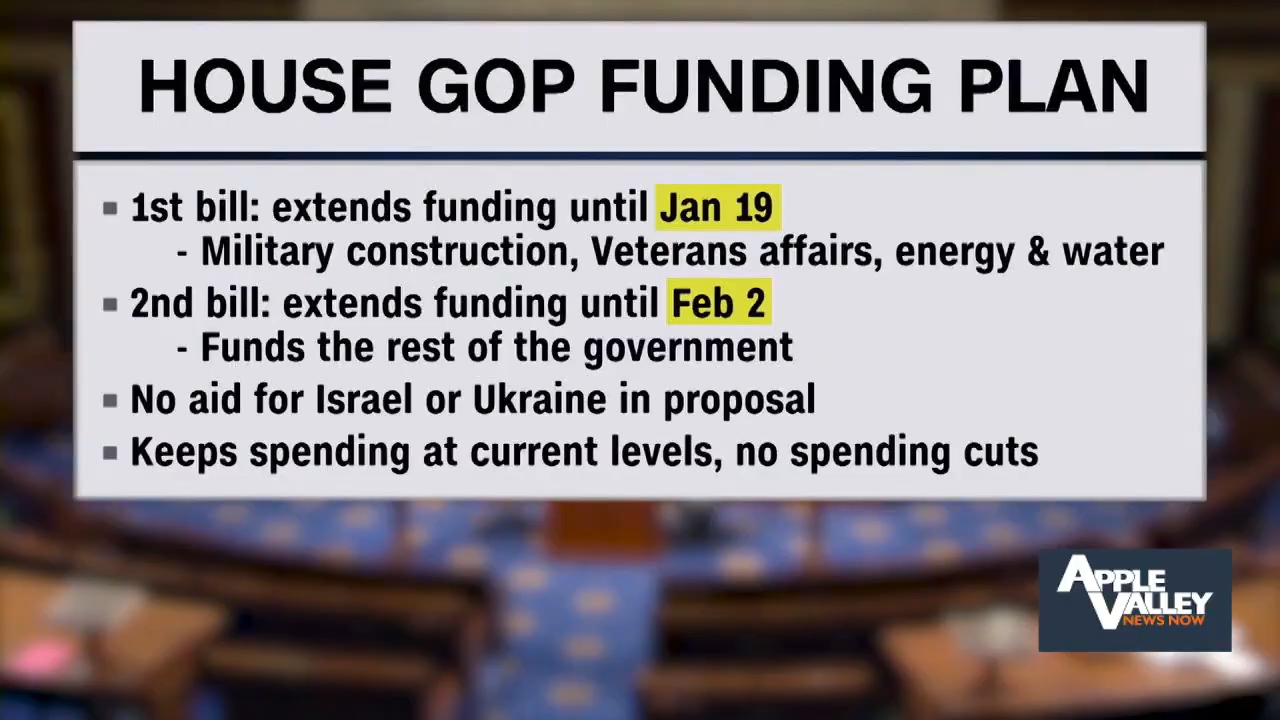 HOUSE GOP FUNDING PLAN
▪ 1st bill: extends funding until Jan 19
- Military construction, Veterans affairs, energy & water
▪ 2nd bill: extends funding until Feb 2
- Funds the rest of the government
▪ No aid for Israel or Ukraine in proposal
▪ Keeps spending at current levels, no spending cuts
APPLE
VALLEY
NEWS NOW